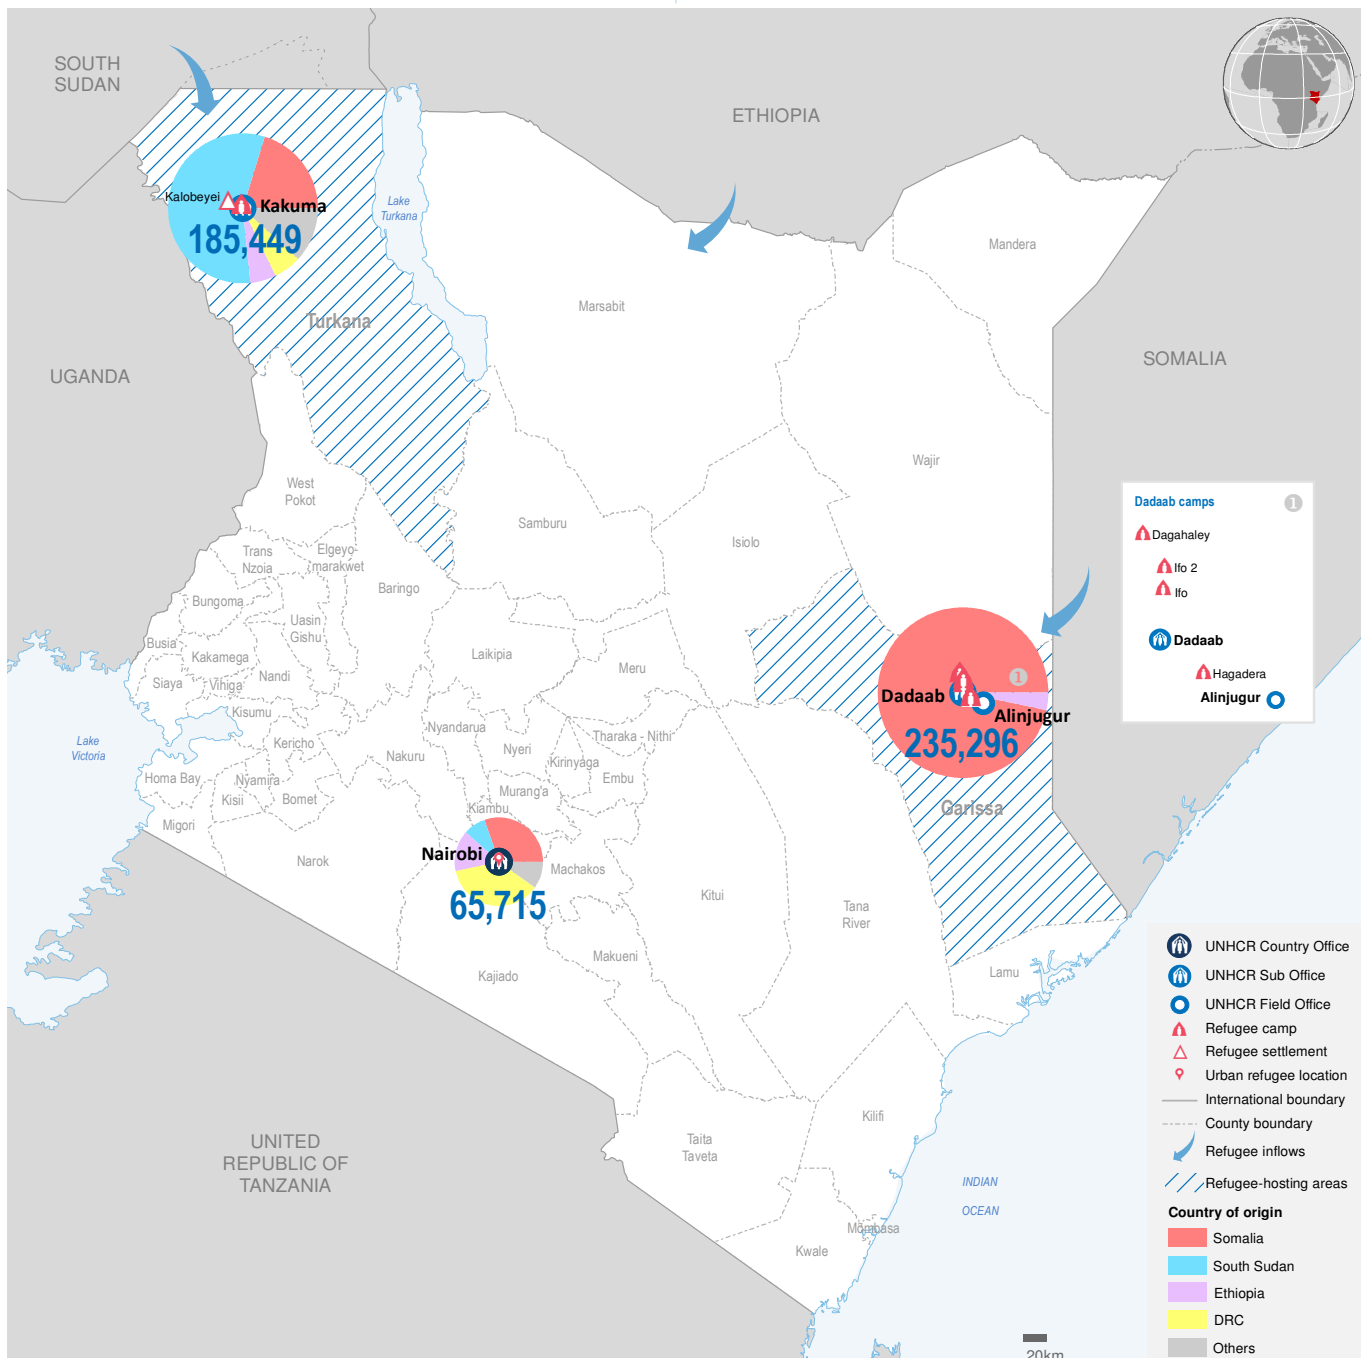 SOUTH
SUDAN
ETHIOPIA
Kalobeyei
Kakuma
185,449
Lake
Turkana
Mandera
Marsabit
Turkana
UGANDA
SOMALIA
Wajir
West
Pokot
Samburu
Isiolo
Dadaab camps
1
Dagahaley
Ifo 2
Ifo
Dadaab
Hagadera
Alinjugur
Trans
Nzoia
Elgeyo-
marakwet
Baringo
Bungoma
Uasin
Gishu
Busia
Kakamega
Laikipia
Meru
Siaya
Vihiga
Nandi
1
Dadaab
Alinjugur
235,296
Kisumu
Lake
Victoria
Kericho
Nyandarua
Nyeri
Tharaka - Nithi
Nakuru
Kirinyaga
Embu
Homa Bay
Nyamira
Kisii
Bomet
Murang'a
Kiambu
Garissa
Migori
Narok
Nairobi
65,715
Machakos
Kitui
Tana
River
Makueni
Kajiado
Lamu
UNHCR Country Office
UNHCR Sub Office
UNHCR Field Office
Refugee camp
Refugee settlement
Urban refugee location
International boundary
County boundary
Refugee inflows
Refugee-hosting areas
Country of origin
Somalia
South Sudan
Ethiopia
DRC
Others
Kilifi
Taita
Taveta
UNITED
REPUBLIC OF
TANZANIA
INDIAN
OCEAN
Mombasa
Kwale
20km